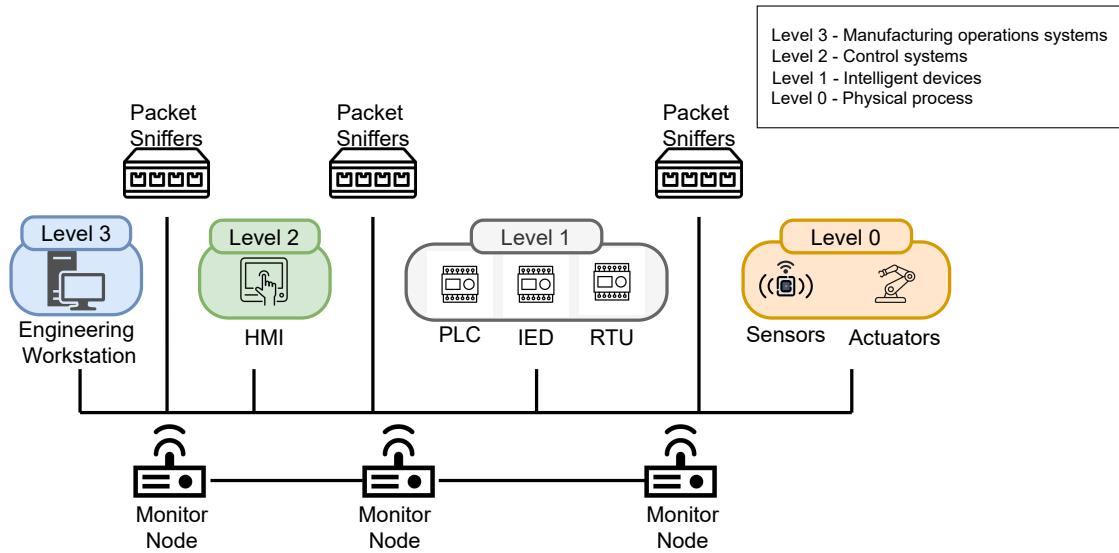 Level 3 - Manufacturing operations systems
Level 2 - Control systems
Level 1 - Intelligent devices
Level 0 - Physical process
Packet
Sniffers
Packet
Sniffers
Packet
Sniffers
Level 3
Level 2
Level 1
Level 0
Engineering
Workstation
HMI
PLC
IED
RTU
Sensors
Actuators
Monitor
Node
Monitor
Node
Monitor
Node